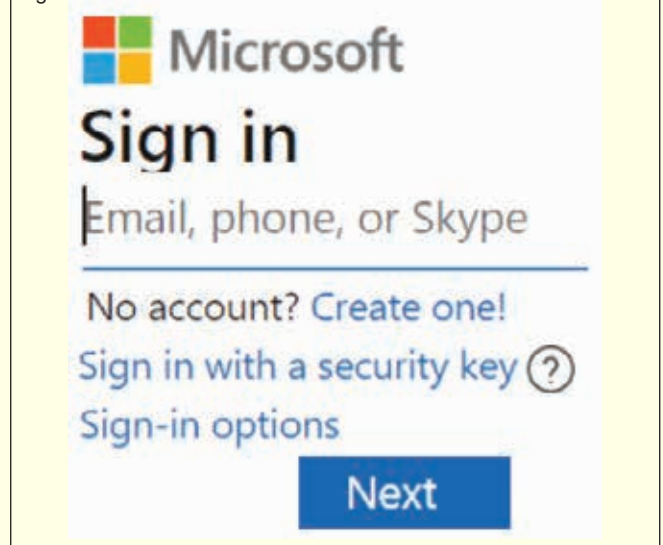 Microsoft
Sign in
Email, phone, or Skype
No account? Create one!
Sign in with a security key ?
Sign-in options
Next